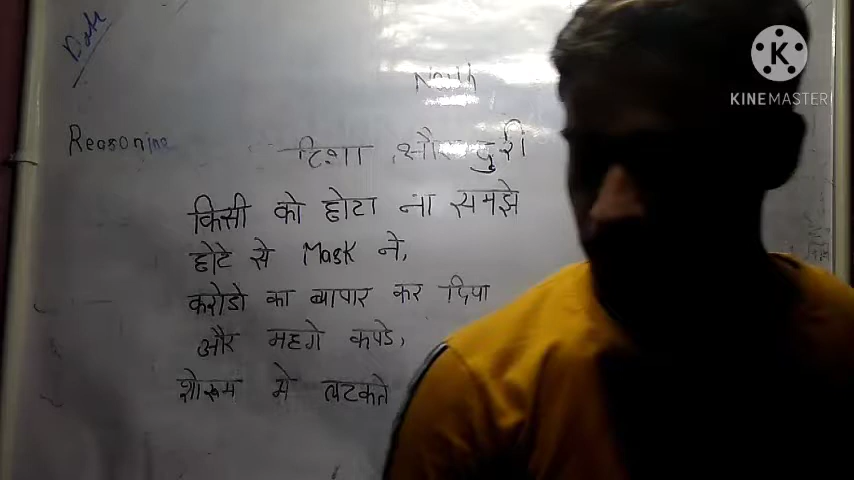 Date
North
KINEMASTER
Reasoning
दिशा और दुरी
किसी को होटा ना समझे
होटे से Mask ने,
करोडो का व्यापार कर दिया
और महगे कपडे,
शोरूम मे लटकते